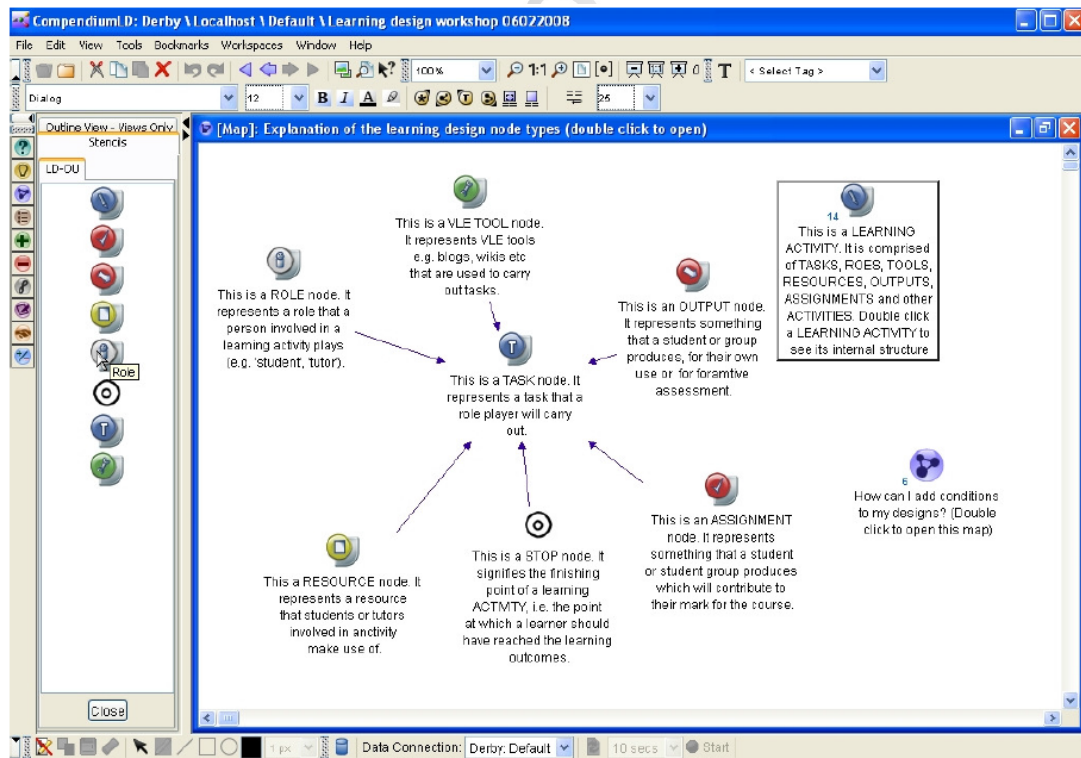 CompendiumLD: Derby \ Localhost \ Default \ Learning design workshop 06022008
File Edit View Tools Bookmarks Workspaces Window Help
100% 1:1 T < Select Tag >
Dialog 12 B I A 25
Outline View - Views Only
Stencils
LD-OU
Role
Close
[Map]: Explanation of the learning design node types (double click to open)
This is a VLE TOOL node.
It represents VLE tools
e.g. blogs, wikis etc
that are used to carry
out tasks.
14
This is a LEARNING
ACTIVITY. It is comprised
of TASKS, ROES, TOOLS,
RESOURCES, OUTPUTS,
ASSIGNMENTS and other
ACTIVITIES. Double click
a LEARNING ACTIVITY to
see its internal structure
This is a ROLE node. It
represents a role that a
person involved in a
learning activity plays
(e.g. 'student, 'tutor').
This is an OUTPUT node.
It represents something
that a student or group
produces, for their own
use or for foramtive
assessment.
T
This is a TASK node. It
represents a task that a
role player will carry
out.
6
How can I add conditions
to my designs? (Double
click to open this map)
This is an ASSIGNMENT
node. It represents
something that a student
or student group produces
which will contribute to
their mark for the course.
This a RESOURCE node. It
represents a resource
that students or tutors
involved in anctivity
make use of.
This is a STOP node. It
signifies the finishing
point of a learning
ACTIVITY, i.e. the point
at which a learner should
have reached the learning
outcomes.
1 px Data Connection: Derby: Default 10 secs Start